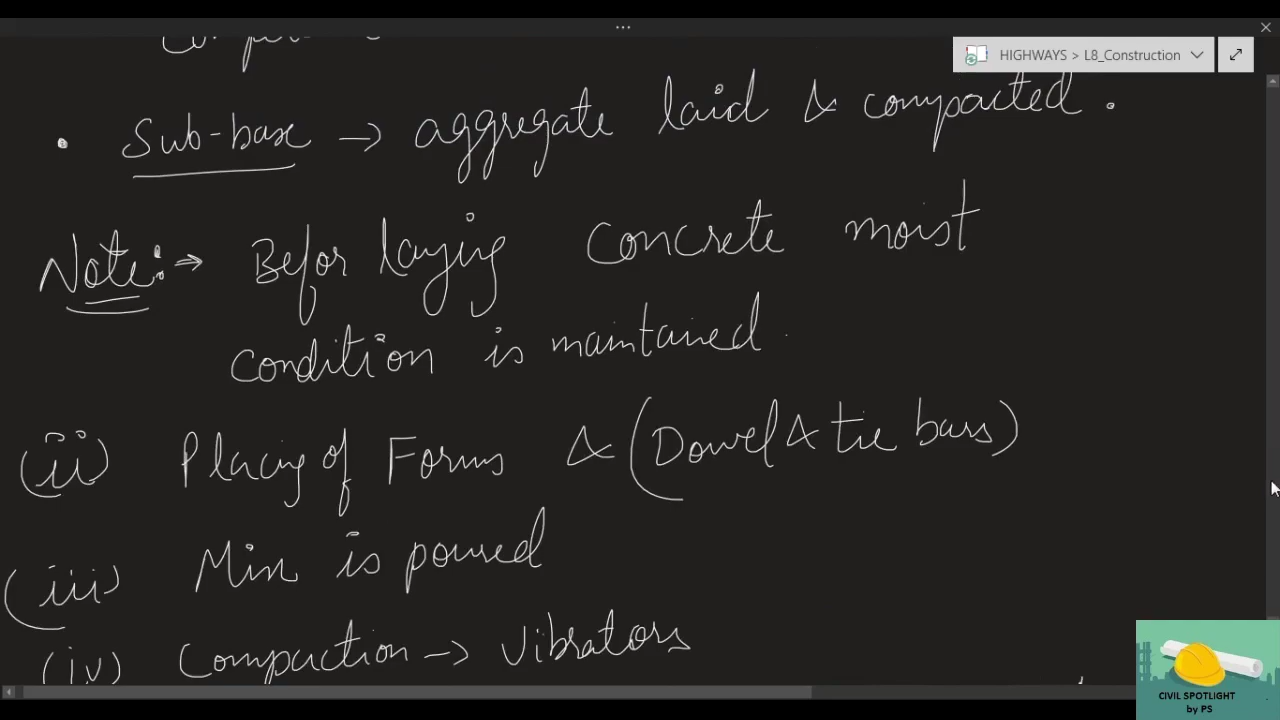 HIGHWAYS > L8_Construction
• Sub-base → aggregate laid & compacted.
Note:→ Befor laying concrete moist
condition is maintained.
(ii) Placing of Forms & (Dowel & tie bars)
(iii) Mix is poured
(iv) Compaction → Vibrators
CIVIL SPOTLIGHT
by PS